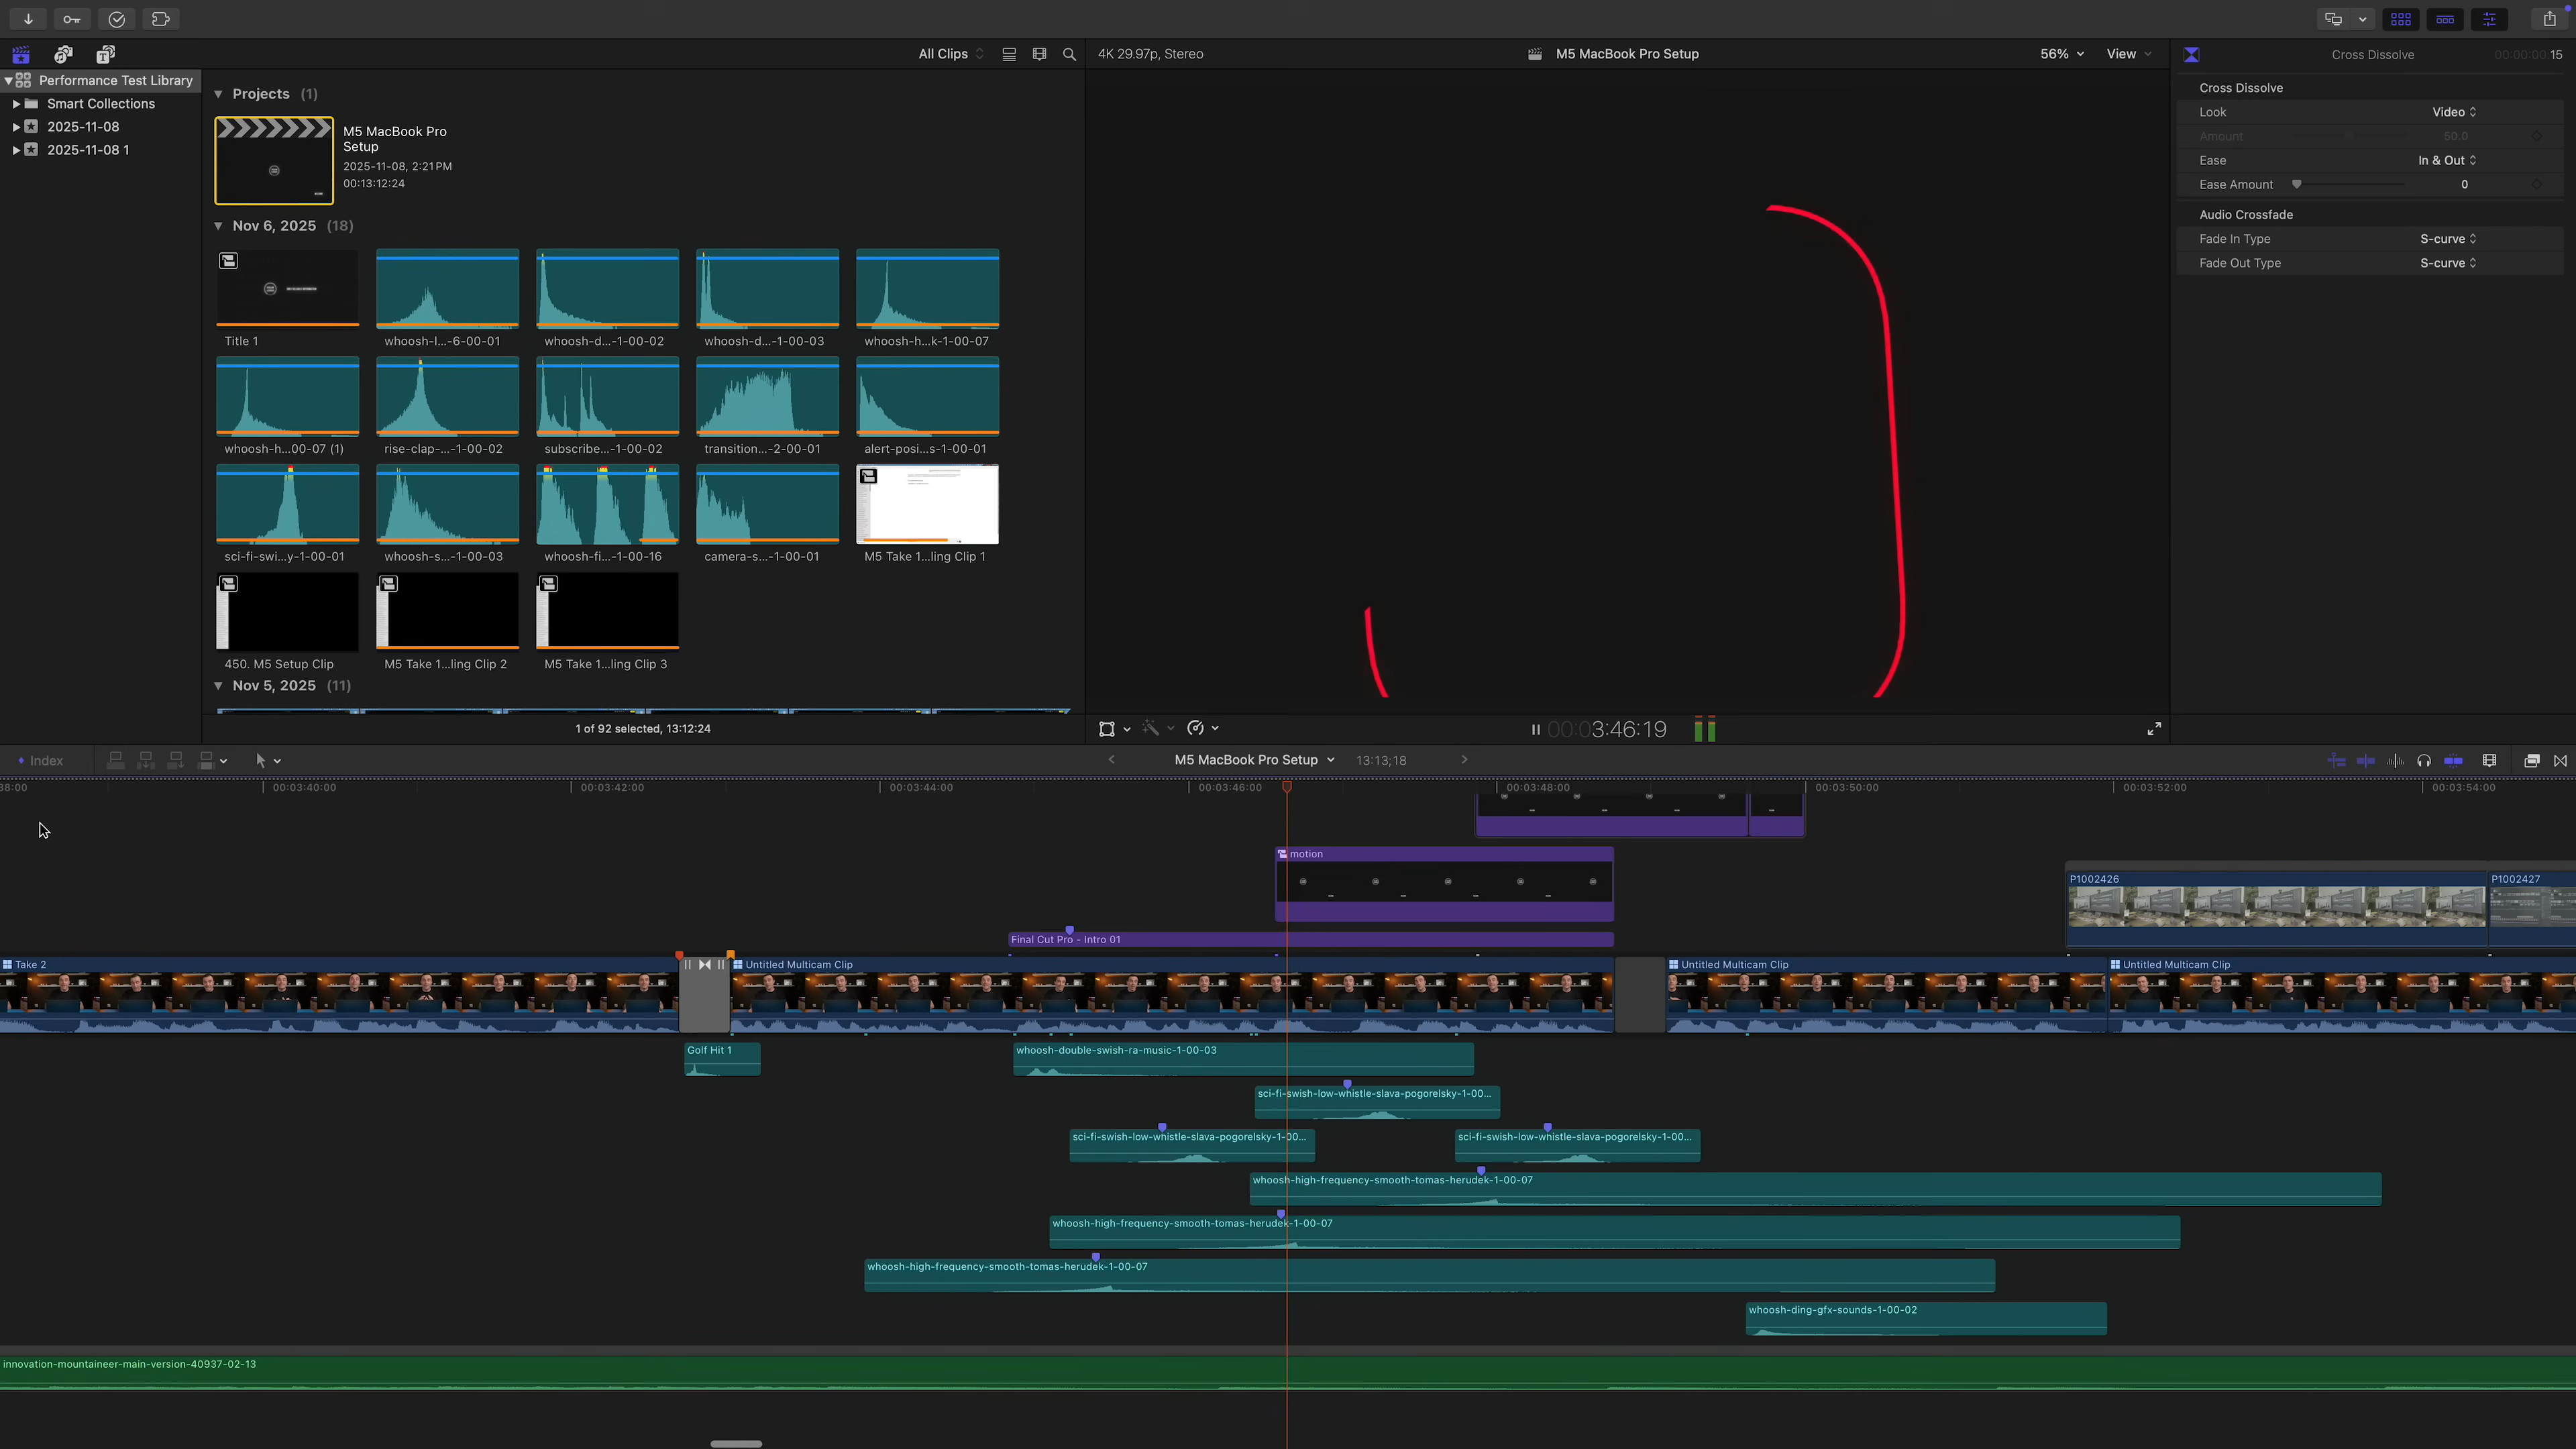 All Clips
4K 29.97p, Stereo
M5 MacBook Pro Setup
56%
View
Cross Dissolve
00:00:00:15
Performance Test Library
Smart Collections
2025-11-08
2025-11-08 1
Projects (1)
M5 MacBook Pro
Setup
2025-11-08, 2:21 PM
00:13:12:24
Nov 6, 2025 (18)
Title 1
whoosh-l...-6-00-01
whoosh-d...-1-00-02
whoosh-d...-1-00-03
whoosh-h...k-1-00-07
whoosh-h...00-07 (1)
rise-clap-...-1-00-02
subscribe...-1-00-02
transition...-2-00-01
alert-posi...s-1-00-01
sci-fi-swi...y-1-00-01
whoosh-s...-1-00-03
whoosh-fi...-1-00-16
camera-s...-1-00-01
M5 Take 1...ling Clip 1
450. M5 Setup Clip
M5 Take 1...ling Clip 2
M5 Take 1...ling Clip 3
Nov 5, 2025 (11)
1 of 92 selected, 13:12:24
00:03:46:19
Cross Dissolve
Look Video
Amount 50.0
Ease In & Out
Ease Amount 0
Audio Crossfade
Fade In Type S-curve
Fade Out Type S-curve
Index
M5 MacBook Pro Setup
13:13;18
38:00
00:03:40:00
00:03:42:00
00:03:44:00
00:03:46:00
00:03:48:00
00:03:50:00
00:03:52:00
00:03:54:00
motion
P1002426
P1002427
Final Cut Pro - Intro 01
Take 2
Untitled Multicam Clip
Untitled Multicam Clip
Untitled Multicam Clip
Golf Hit 1
whoosh-double-swish-ra-music-1-00-03
sci-fi-swish-low-whistle-slava-pogorelsky-1-00...
sci-fi-swish-low-whistle-slava-pogorelsky-1-00...
sci-fi-swish-low-whistle-slava-pogorelsky-1-00...
whoosh-high-frequency-smooth-tomas-herudek-1-00-07
whoosh-high-frequency-smooth-tomas-herudek-1-00-07
whoosh-high-frequency-smooth-tomas-herudek-1-00-07
whoosh-ding-gfx-sounds-1-00-02
innovation-mountaineer-main-version-40937-02-13